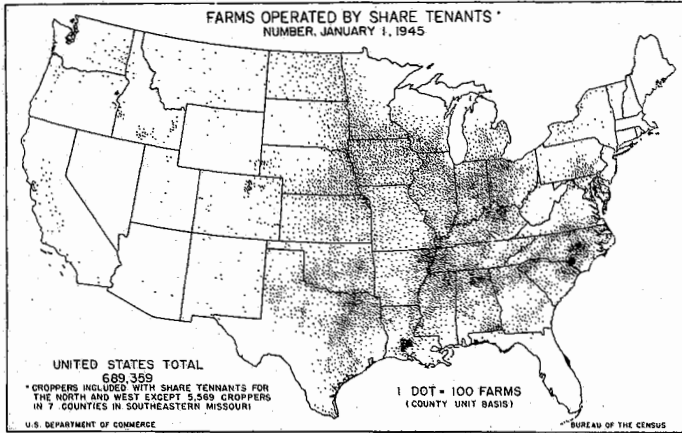 FARMS OPERATED BY SHARE TENANTS *
NUMBER, JANUARY 1, 1945
UNITED STATES TOTAL
689,359
* CROPPERS INCLUDED WITH SHARE TENNANTS FOR
THE NORTH AND WEST EXCEPT 5,569 CROPPERS
IN 7 COUNTIES IN SOUTHEASTERN MISSOURI
1 DOT = 100 FARMS
(COUNTY UNIT BASIS)
U.S. DEPARTMENT OF COMMERCE
BUREAU OF THE CENSUS